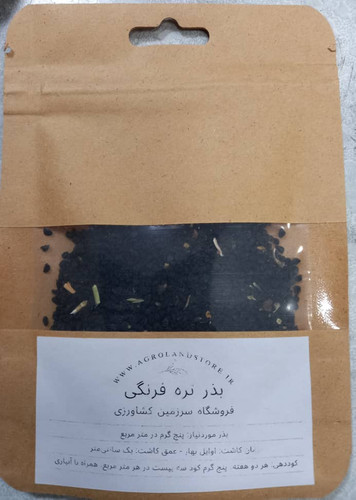 WWW.AGROLANDSTORE.IR
بذر تره فرنگی
فروشگاه سرزمین کشاورزی
بذر موردنیاز: پنج گرم در متر مربع
زمان کاشت: اوایل بهار - عمق کاشت: یک سانتی متر
کوددهی: هر دو هفته پنج گرم کود بیست در هر متر مربع همراه با آبیاری